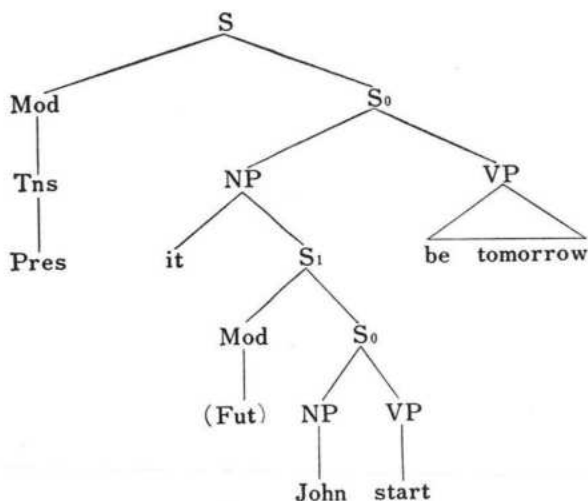 S
Mod S₀
Tns NP VP
Pres it S₁ be tomorrow
Mod S₀
(Fut) NP VP
John start